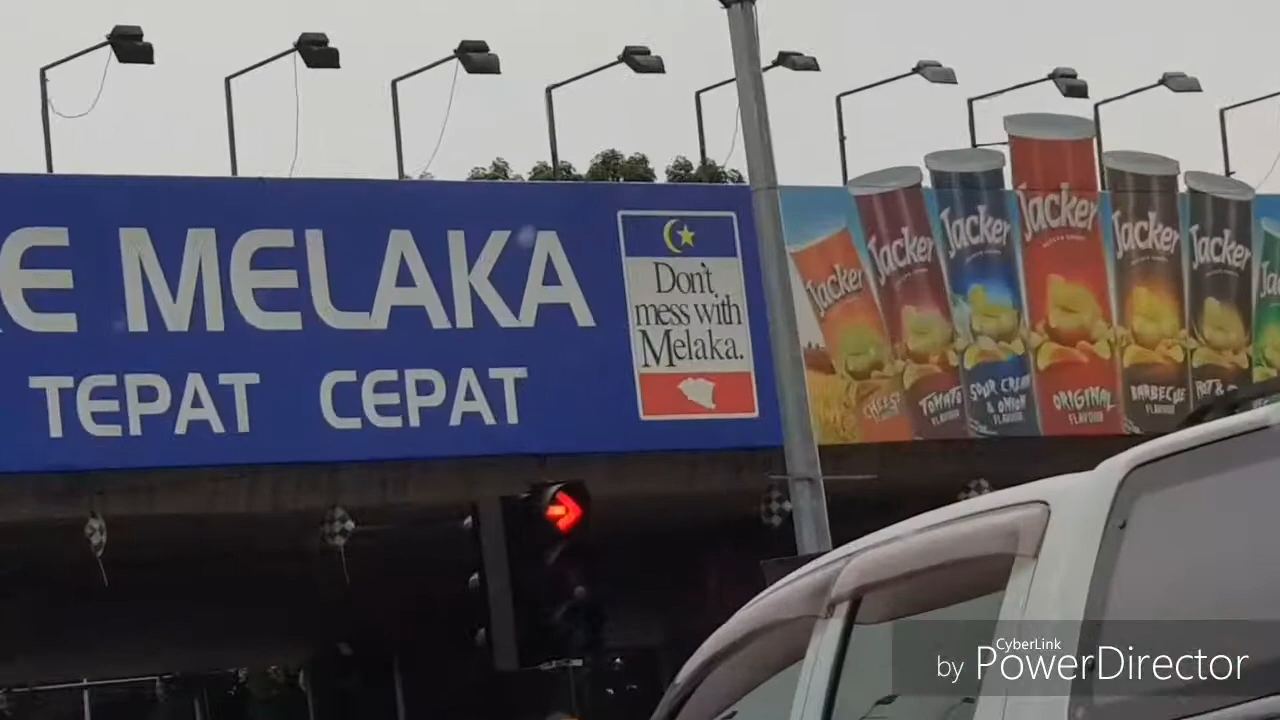 E MELAKA
TEPAT CEPAT
Don't
mess with
Melaka.
Jacker
Jacker
Jacker
Jacker
Jacker
Jacker
CHEESE
TOMATO
FLAVOUR
SOUR CREAM
& ONION
FLAVOUR
ORIGINAL
FLAVOUR
BARBECUE
FLAVOUR
HOT &
CyberLink
by PowerDirector